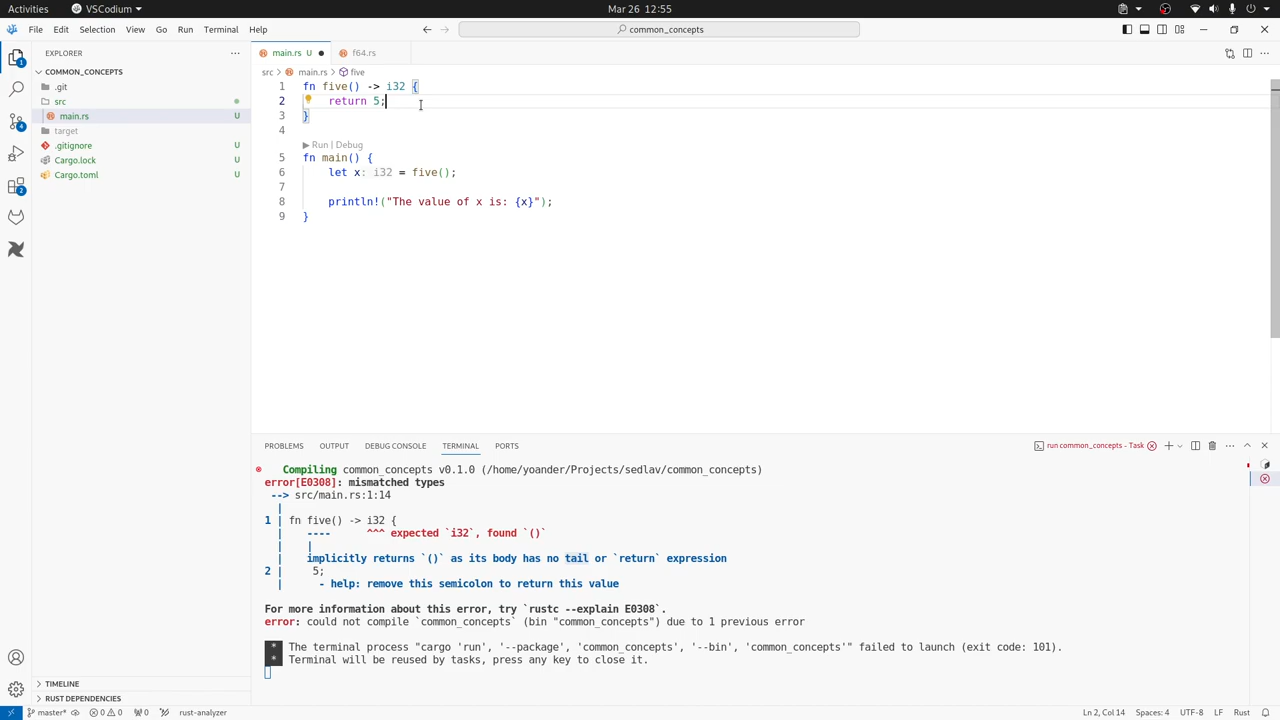 Activities
VSCodium
Mar 26 12:55
File Edit Selection View Go Run Terminal Help
common_concepts
EXPLORER
main.rs U
f64.rs
COMMON_CONCEPTS
src > main.rs > five
.git
src
main.rs U
target
.gitignore U
Cargo.lock U
Cargo.toml U
1 fn five() -> i32 {
2 return 5;
3 }
4
Run | Debug
5 fn main() {
6 let x: i32 = five();
7
8 println!("The value of x is: {x}");
9 }
1
4
2
PROBLEMS OUTPUT DEBUG CONSOLE TERMINAL PORTS
run common_concepts - Task
Compiling common_concepts v0.1.0 (/home/yoander/Projects/sedlav/common_concepts)
error[E0308]: mismatched types
--> src/main.rs:1:14
|
1 | fn five() -> i32 {
| ---- ^^^ expected `i32`, found `()`
| |
| implicitly returns `()` as its body has no tail or `return` expression
2 | 5;
| - help: remove this semicolon to return this value
For more information about this error, try `rustc --explain E0308`.
error: could not compile `common_concepts` (bin "common_concepts") due to 1 previous error
* The terminal process "cargo 'run', '--package', 'common_concepts', '--bin', 'common_concepts'" failed to launch (exit code: 101).
* Terminal will be reused by tasks, press any key to close it.
TIMELINE
RUST DEPENDENCIES
master* 0 0 0 rust-analyzer
Ln 2, Col 14 Spaces: 4 UTF-8 LF Rust